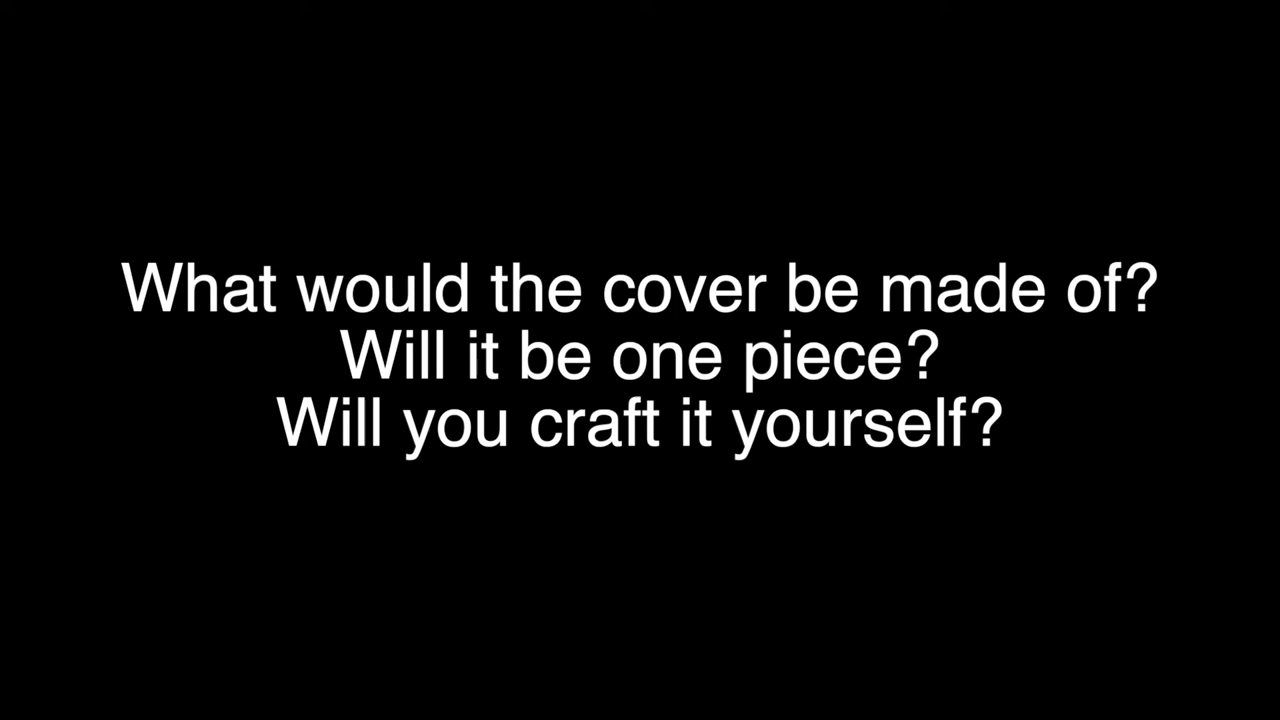 What would the cover be made of?
Will it be one piece?
Will you craft it yourself?